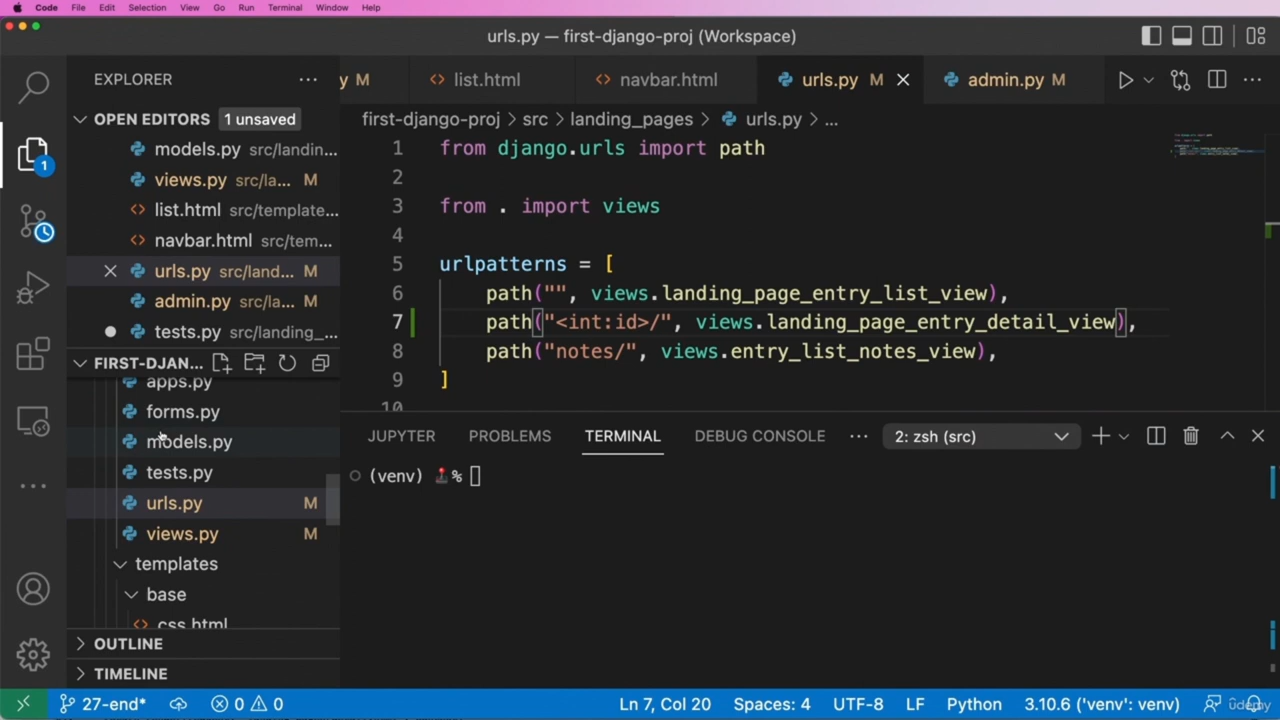 Code File Edit Selection View Go Run Terminal Window Help
urls.py — first-django-proj (Workspace)
EXPLORER
y M list.html navbar.html urls.py M admin.py M
OPEN EDITORS 1 unsaved
models.py src/landin...
views.py src/la... M
list.html src/template...
navbar.html src/tem...
urls.py src/land... M
admin.py src/la... M
tests.py src/landing_...
FIRST-DJAN...
apps.py
forms.py
models.py
tests.py
urls.py M
views.py M
templates
base
css.html
OUTLINE
TIMELINE
1
first-django-proj > src > landing_pages > urls.py > ...
1 from django.urls import path
2
3 from . import views
4
5 urlpatterns = [
6 path("", views.landing_page_entry_list_view),
7 path("<int:id>/", views.landing_page_entry_detail_view),
8 path("notes/", views.entry_list_notes_view),
9 ]
10
JUPYTER PROBLEMS TERMINAL DEBUG CONSOLE ... 2: zsh (src)
(venv) 🕹% 
27-end* 0 0 Ln 7, Col 20 Spaces: 4 UTF-8 LF Python 3.10.6 ('venv': venv)
udemy